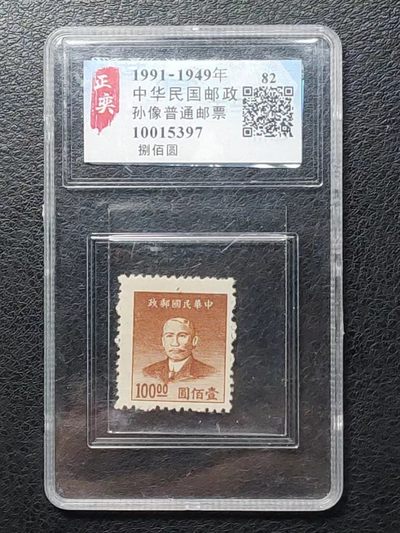 正奕
1991-1949年
82
中华民国邮政
孙像普通邮票
10015397
捌佰圆
政郵國民華中
100.00
圓佰壹